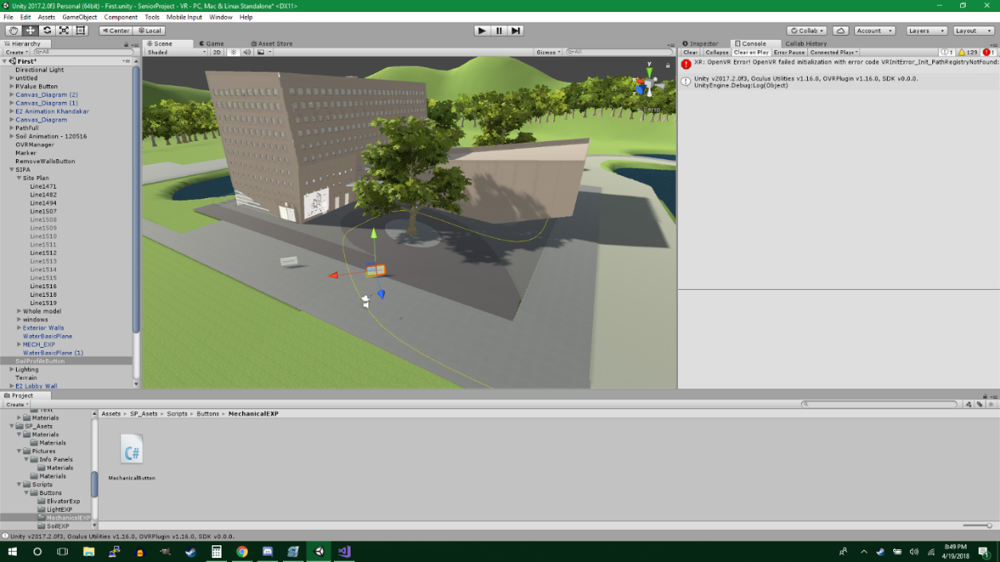 Unity 2017.2.0f3 Personal (64bit) - First.unity - SeniorProject - VR - PC, Mac & Linux Standalone* <DX11>
File Edit Assets GameObject Component Tools Mobile Input Window Help
Center Local Collab Account Layers Layout
Hierarchy Scene Game Asset Store Inspector Console Collab History
Create All Shaded 2D Gizmos All Clear Collapse Clear on Play Error Pause Connected Player 1 129 1
First*
Directional Light
untitled
RValue Button
Canvas_Diagram (2)
Canvas_Diagram (1)
E2 Animation Khandakar
Canvas_Diagram
PathFull
Soil Animation - 120516
OVRManager
Marker
RemoveWallsButton
SIPA
Site Plan
Line1471
Line1482
Line1494
Line1507
Line1508
Line1509
Line1510
Line1511
Line1512
Line1513
Line1514
Line1515
Line1516
Line1518
Line1519
Whole model
windows
Exterior Walls
WaterBasicPlane
MECH_EXP
WaterBasicPlane (1)
SoilProfileButton
Lighting
Terrain
E2 Lobby Wall
y
x
z
Persp
XR: OpenVR Error! OpenVR failed initialization with error code VRInitError_Init_PathRegistryNotFound:
Unity v2017.2.0f3, Oculus Utilities v1.16.0, OVRPlugin v1.16.0, SDK v0.0.0.
UnityEngine.Debug:Log(Object)
Project
Create
Text
Materials
SP_Asets
Materials
Materials
Pictures
Info Panels
Materials
Materials
Scripts
Buttons
ElivatorExp
LightEXP
MechanicalEXP
SoilEXP
Assets SP_Asets Scripts Buttons MechanicalEXP
C#
MechanicalButton
Unity v2017.2.0f3, Oculus Utilities v1.16.0, OVRPlugin v1.16.0, SDK v0.0.0.
8:49 PM
4/19/2018